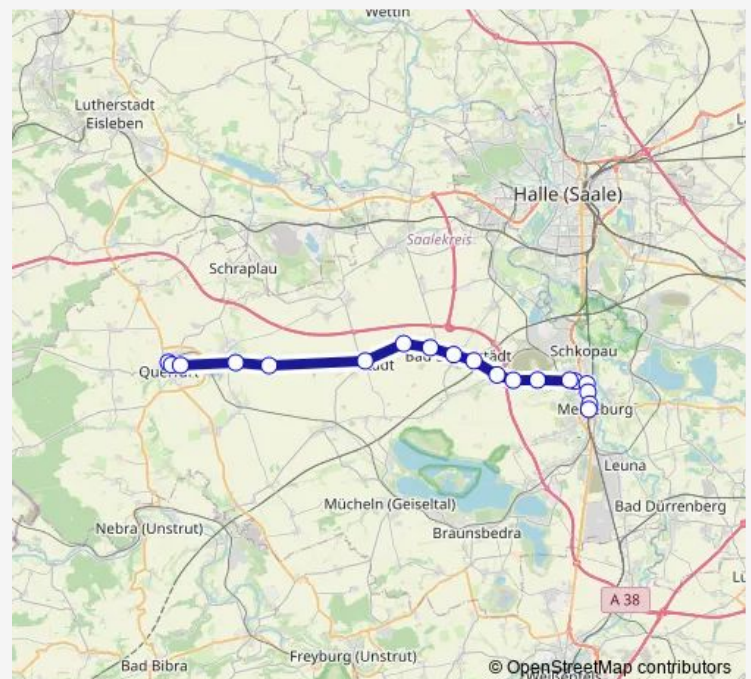 Wettin
Lutherstadt
Eisleben
Halle (Saale)
Saalekreis
Schraplau
Schkopau
Bad
Leuna
Mücheln (Geiseltal)
Bad Dürrenberg
Nebra (Unstrut)
Braunsbedra
A 38
Freyburg (Unstrut)
Bad Bibra
© OpenStreetMap contributors